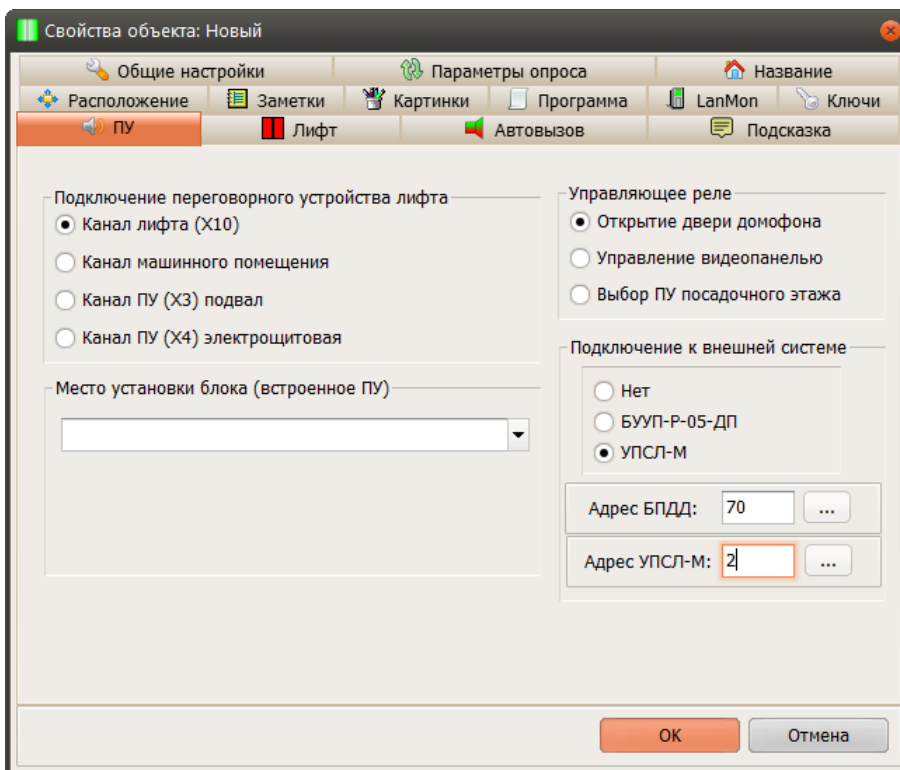 Свойства объекта: Новый
Общие настройки
Параметры опроса
Название
Расположение
Заметки
Картинки
Программа
LanMon
Ключи
ПУ
Лифт
Автовызов
Подсказка
Подключение переговорного устройства лифта
Канал лифта (X10)
Канал машинного помещения
Канал ПУ (X3) подвал
Канал ПУ (X4) электрощитовая
Место установки блока (встроенное ПУ)
Управляющее реле
Открытие двери домофона
Управление видеопанелью
Выбор ПУ посадочного этажа
Подключение к внешней системе
Нет
БУУП-Р-05-ДП
УПСЛ-М
Адрес БПДД: 70 ...
Адрес УПСЛ-М: 2 ...
OK
Отмена